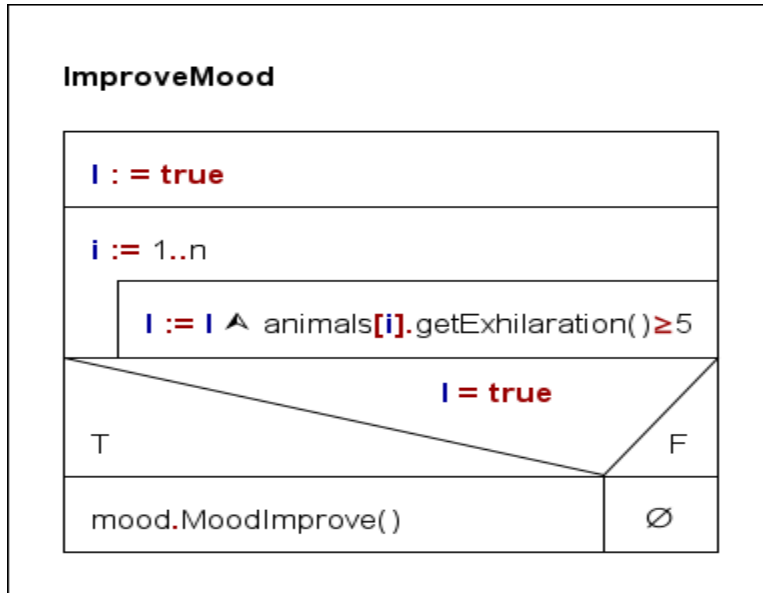 ImproveMood
l : = true
i := 1..n
l := l ⋏ animals[i].getExhilaration()≥5
l = true
T
F
mood.MoodImprove()
∅